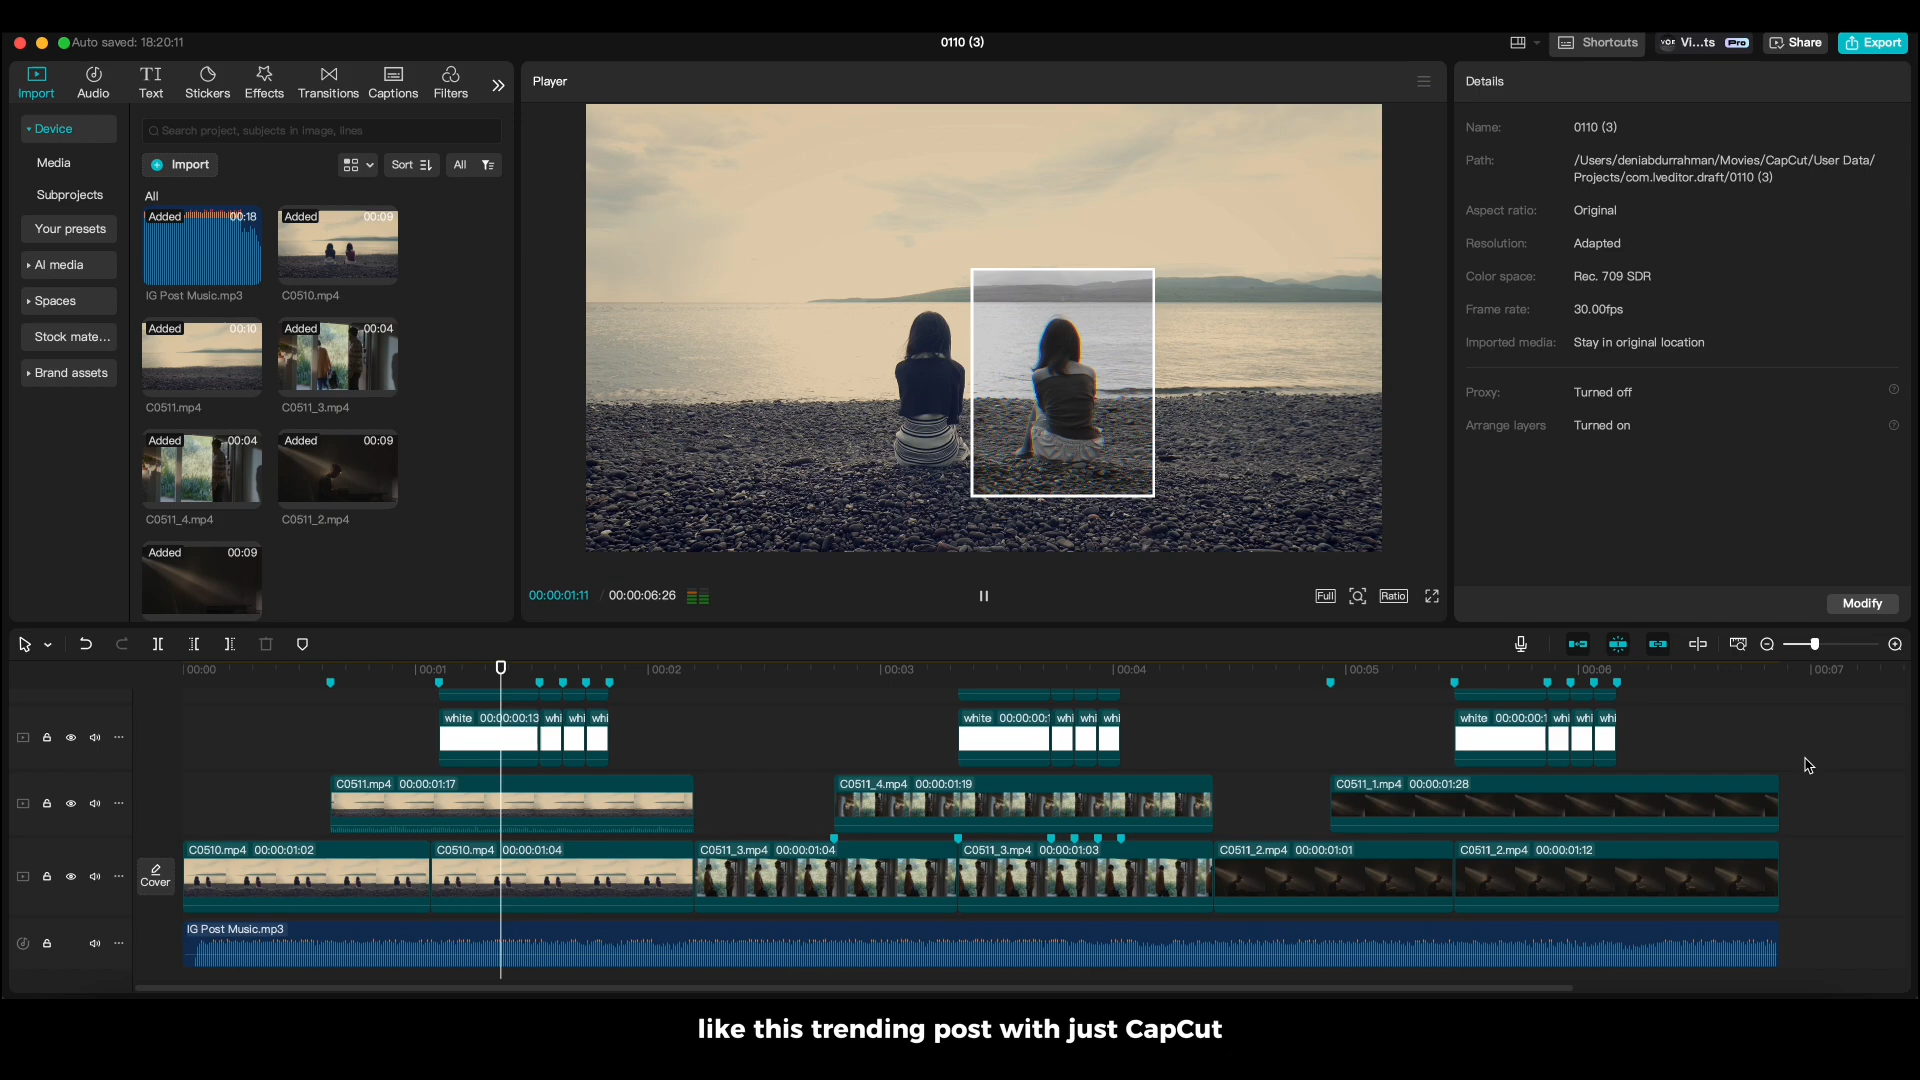 Auto saved: 18:20:11
0110 (3)
Shortcuts
Vi...ts
Pro
Share
Export
Import
Audio
Text
Stickers
Effects
Transitions
Captions
Filters
Player
Details
Device
Media
Subprojects
Your presets
AI media
Spaces
Stock mate...
Brand assets
Search project, subjects in image, lines
Import
Sort
All
All
Added 00:18
IG Post Music.mp3
Added 00:09
C0510.mp4
Added 00:10
C0511.mp4
Added 00:04
C0511_3.mp4
Added 00:04
C0511_4.mp4
Added 00:09
C0511_2.mp4
Added 00:09
00:00:01:11 / 00:00:06:26
Full
Ratio
Name: 0110 (3)
Path: /Users/deniabdurrahman/Movies/CapCut/User Data/
Projects/com.lveditor.draft/0110 (3)
Aspect ratio: Original
Resolution: Adapted
Color space: Rec. 709 SDR
Frame rate: 30.00fps
Imported media: Stay in original location
Proxy: Turned off
Arrange layers Turned on
Modify
00:00 00:01 00:02 00:03 00:04 00:05 00:06 00:07
white 00:00:00:13 whi whi whi white 00:00:00:1 whi whi whi white 00:00:00:1 whi whi whi
C0511.mp4 00:00:01:17 C0511_4.mp4 00:00:01:19 C0511_1.mp4 00:00:01:28
Cover
C0510.mp4 00:00:01:02 C0510.mp4 00:00:01:04 C0511_3.mp4 00:00:01:04 C0511_3.mp4 00:00:01:03 C0511_2.mp4 00:00:01:01 C0511_2.mp4 00:00:01:12
IG Post Music.mp3
like this trending post with just CapCut